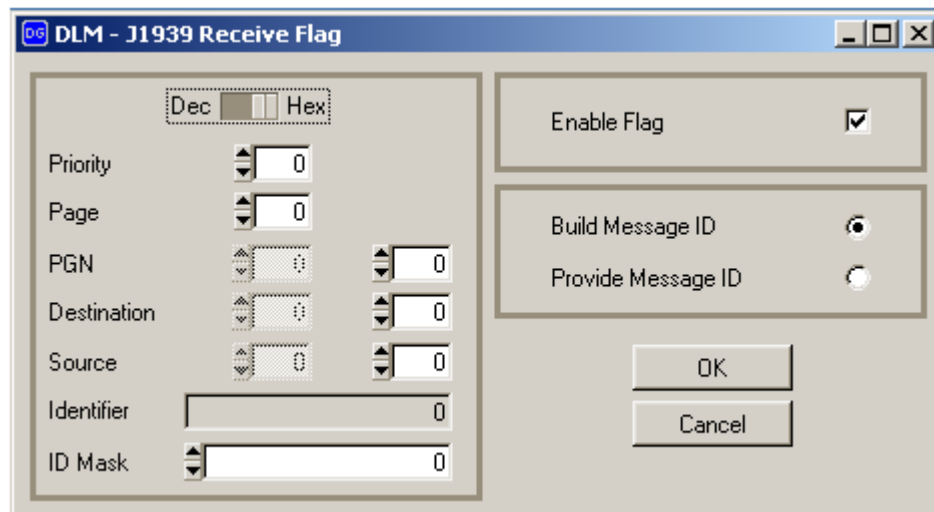 DG DLM - J1939 Receive Flag
Dec Hex
Priority 0
Page 0
PGN 0 0
Destination 0 0
Source 0 0
Identifier 0
ID Mask 0
Enable Flag
Build Message ID
Provide Message ID
OK
Cancel